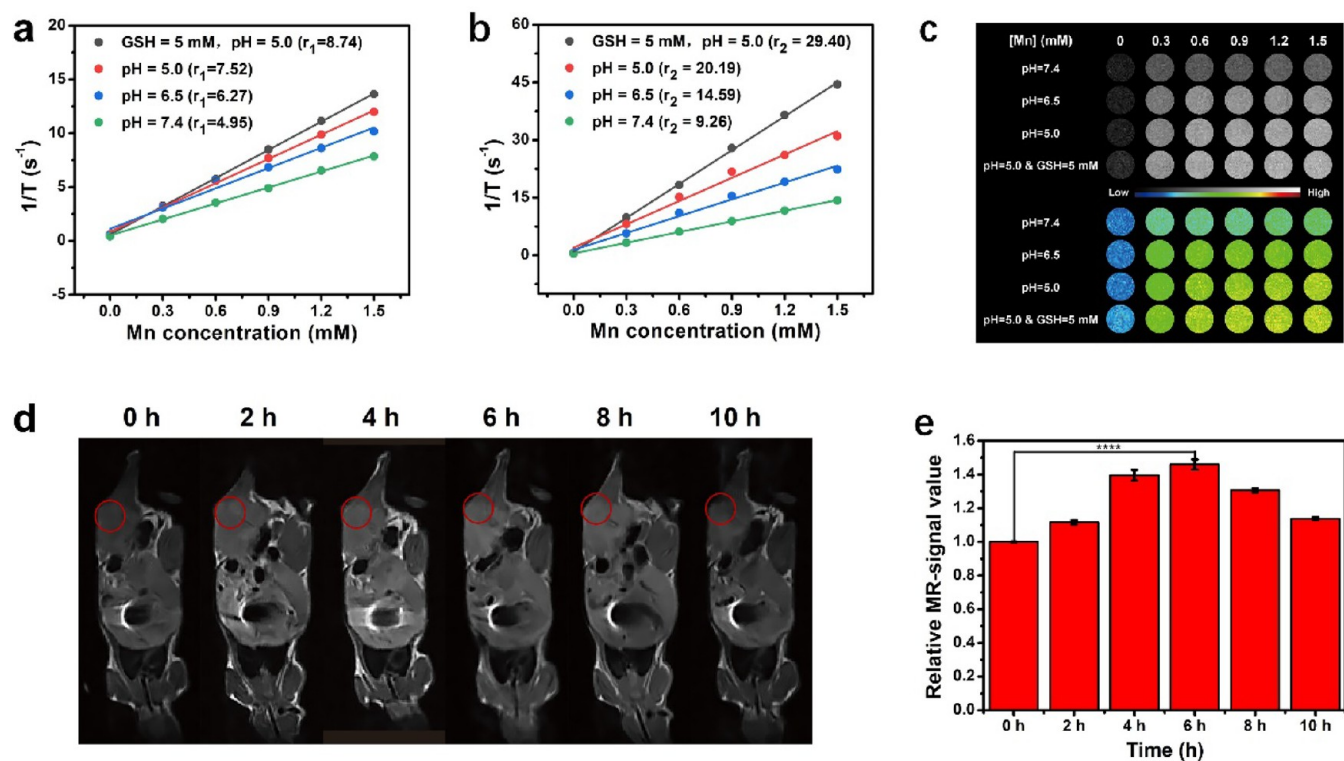 a
20
15
10
5
0
-5
1/T (s⁻¹)
GSH = 5 mM, pH = 5.0 (r₁=8.74)
pH = 5.0 (r₁=7.52)
pH = 6.5 (r₁=6.27)
pH = 7.4 (r₁=4.95)
0.0 0.3 0.6 0.9 1.2 1.5
Mn concentration (mM)
b
60
45
30
15
0
1/T (s⁻¹)
GSH = 5 mM, pH = 5.0 (r₂ = 29.40)
pH = 5.0 (r₂ = 20.19)
pH = 6.5 (r₂ = 14.59)
pH = 7.4 (r₂ = 9.26)
0.0 0.3 0.6 0.9 1.2 1.5
Mn concentration (mM)
c
[Mn] (mM) 0 0.3 0.6 0.9 1.2 1.5
pH=7.4
pH=6.5
pH=5.0
pH=5.0 & GSH=5 mM
Low High
pH=7.4
pH=6.5
pH=5.0
pH=5.0 & GSH=5 mM
d
0 h 2 h 4 h 6 h 8 h 10 h
e
1.6
1.4
1.2
1.0
0.8
0.6
0.4
0.2
0.0
Relative MR-signal value
****
0 h 2 h 4 h 6 h 8 h 10 h
Time (h)